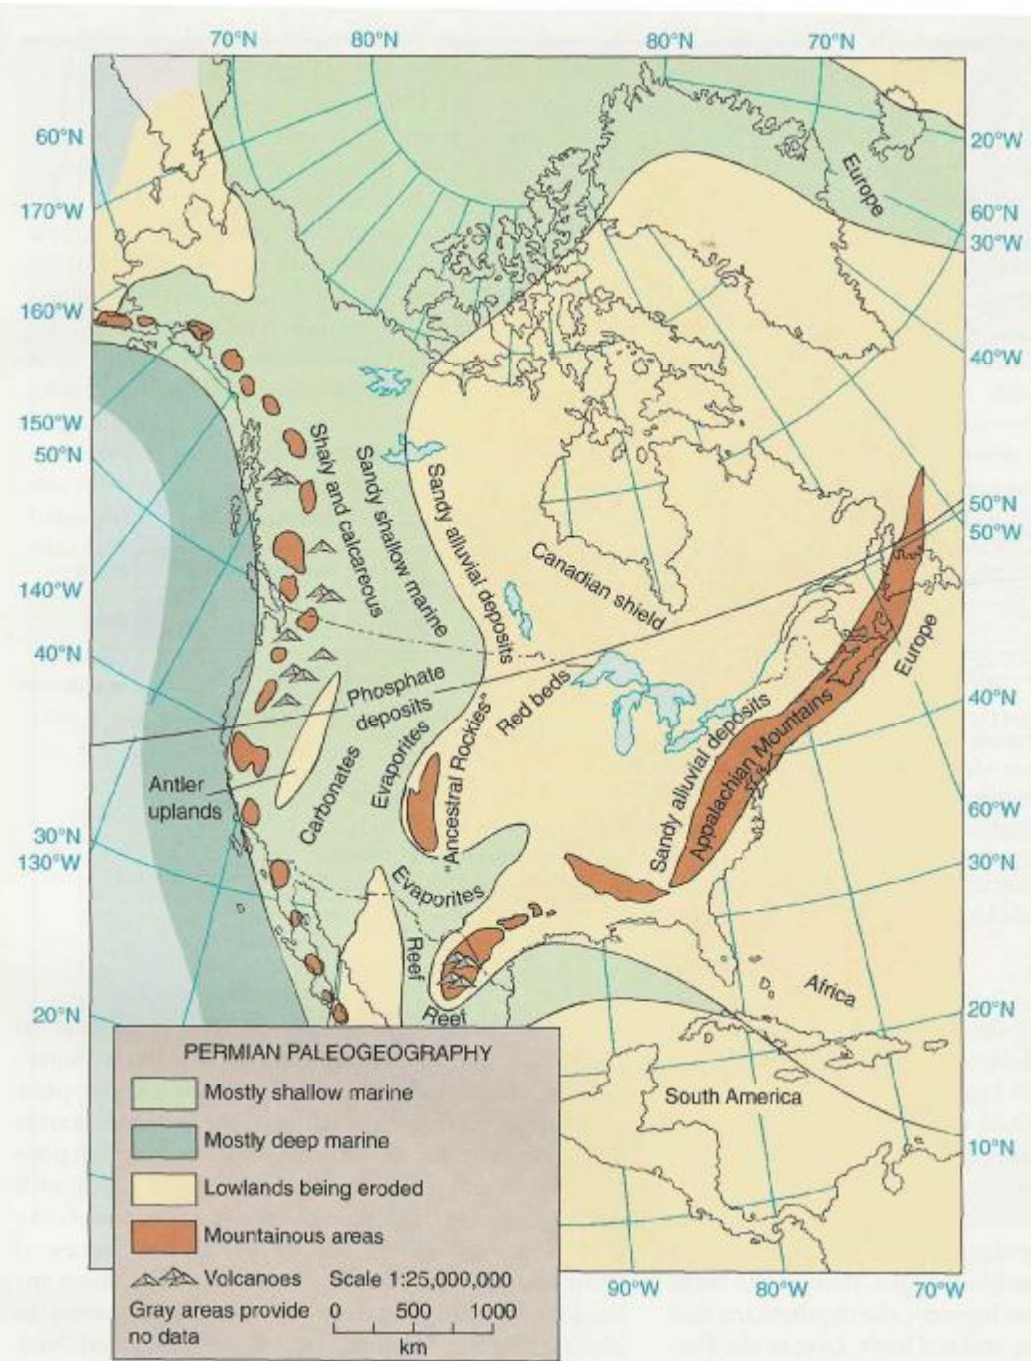 70°N
80°N
80°N
70°N
60°N
170°W
160°W
150°W
50°N
140°W
40°N
30°N
130°W
20°N
20°W
60°N
30°W
40°W
50°N
50°W
40°N
60°W
30°N
20°N
10°N
90°W
80°W
70°W
Europe
Shaly and calcareous
Sandy shallow marine
Sandy alluvial deposits
Canadian shield
Phosphate
deposits
Red beds
Europe
Antler
uplands
Carbonates
Evaporites
"Ancestral Rockies"
Sandy alluvial deposits
Appalachian Mountains
Evaporites
Reef
Reef
Africa
South America
PERMIAN PALEOGEOGRAPHY
Mostly shallow marine
Mostly deep marine
Lowlands being eroded
Mountainous areas
Volcanoes Scale 1:25,000,000
Gray areas provide
no data
0 500 1000
km